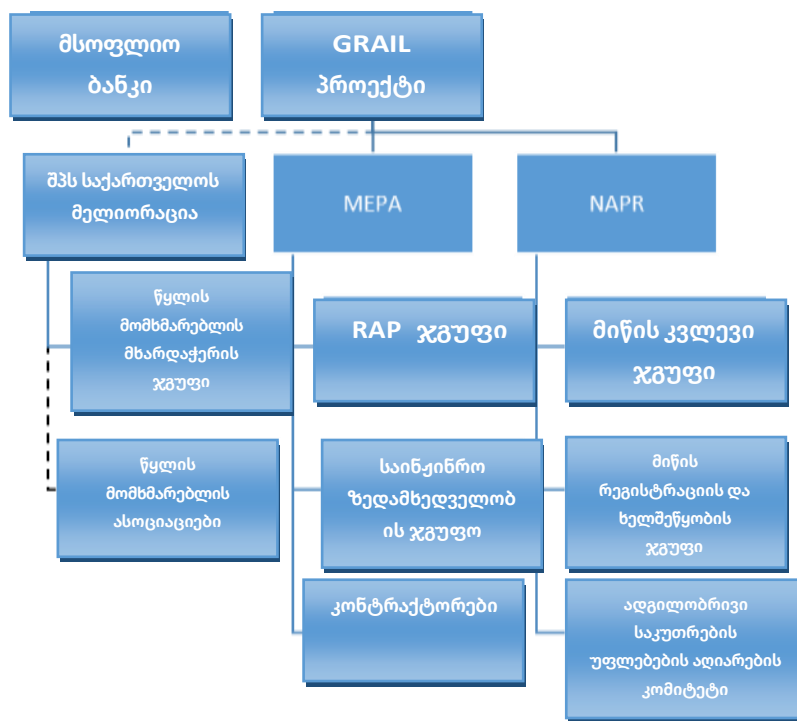 მსოფლიო
ბანკი
GRAIL
პროექტი
შპს საქართველოს
მელიორაცია
MEPA
NAPR
წყლის
მომხმარებლის
მხარდაჭერის
ჯგუფი
RAP ჯგუფი
მიწის კვლევი
ჯგუფი
წყლის
მომხმარებლის
ასოციაციები
საინჟინრო
ზედამხედველობ
ის ჯგუფო
მიწის
რეგისტრაციის და
ხელშეწყობის
ჯგუფი
კონტრაქტორები
ადგილობრივი
საკუთრების
უფლებების აღიარების
კომიტეტი